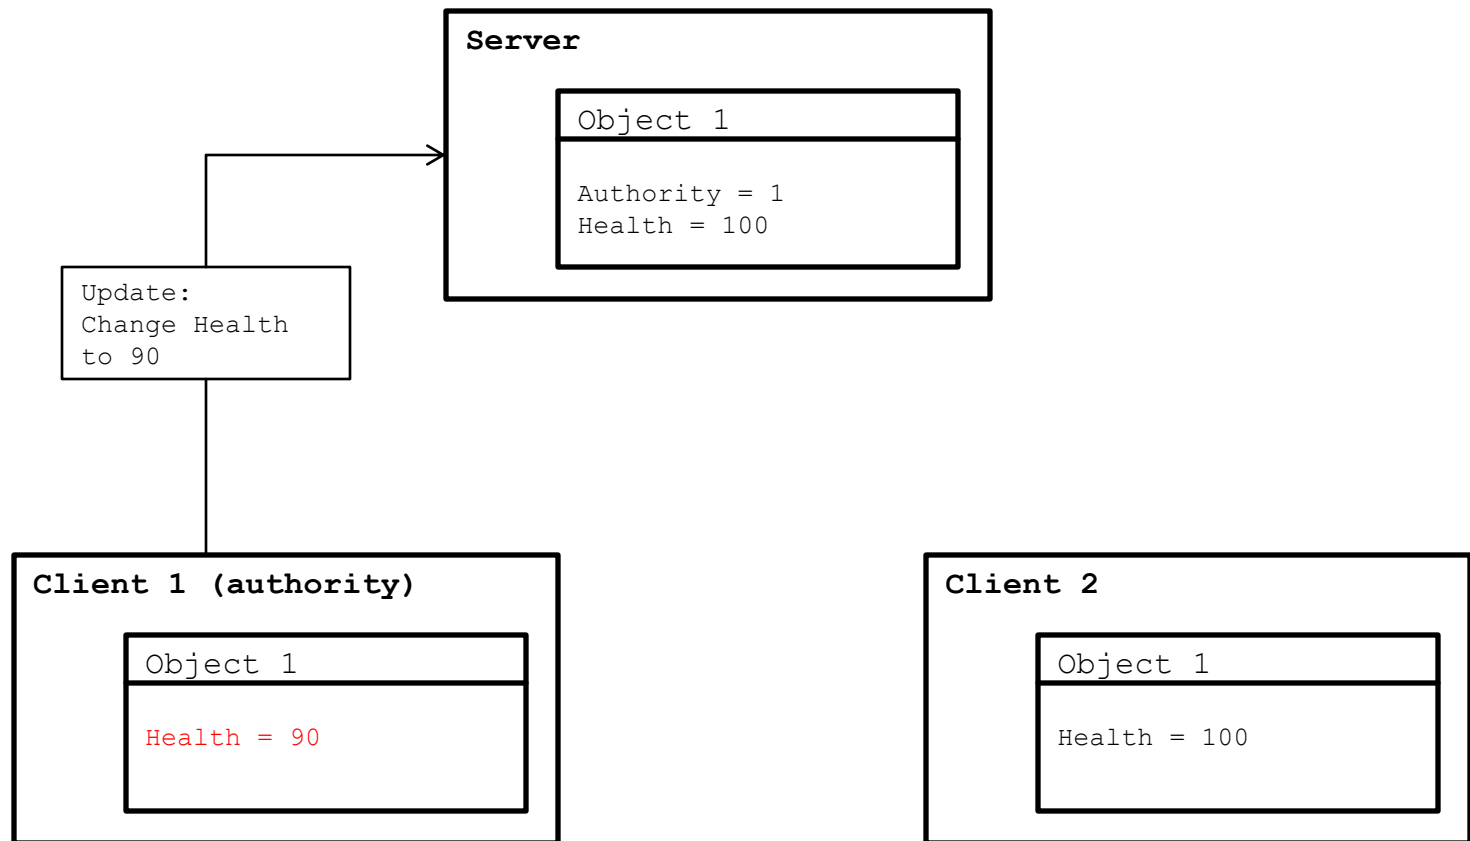 Server
Object 1
Authority = 1
Health = 100
Update:
Change Health
to 90
Client 1 (authority)
Object 1
Health = 90
Client 2
Object 1
Health = 100